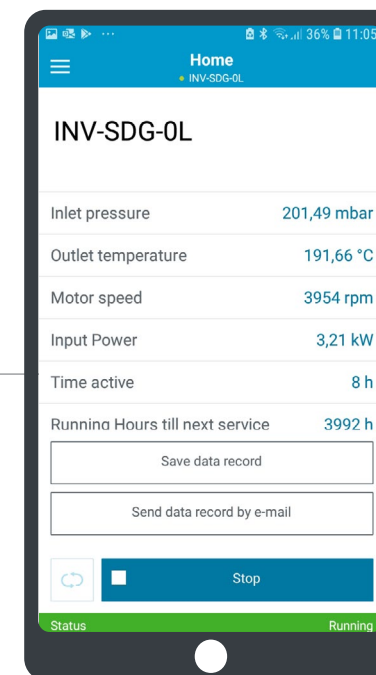 36% 11:05
Home
INV-SDG-0L
INV-SDG-0L
Inlet pressure 201,49 mbar
Outlet temperature 191,66 °C
Motor speed 3954 rpm
Input Power 3,21 kW
Time active 8 h
Running Hours till next service 3992 h
Save data record
Send data record by e-mail
Stop
Status Running